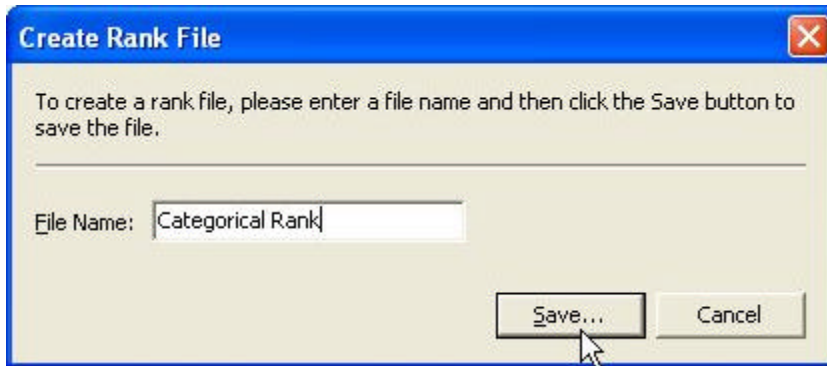 Create Rank File
To create a rank file, please enter a file name and then click the Save button to
save the file.
File Name: Categorical Rank
Save... Cancel